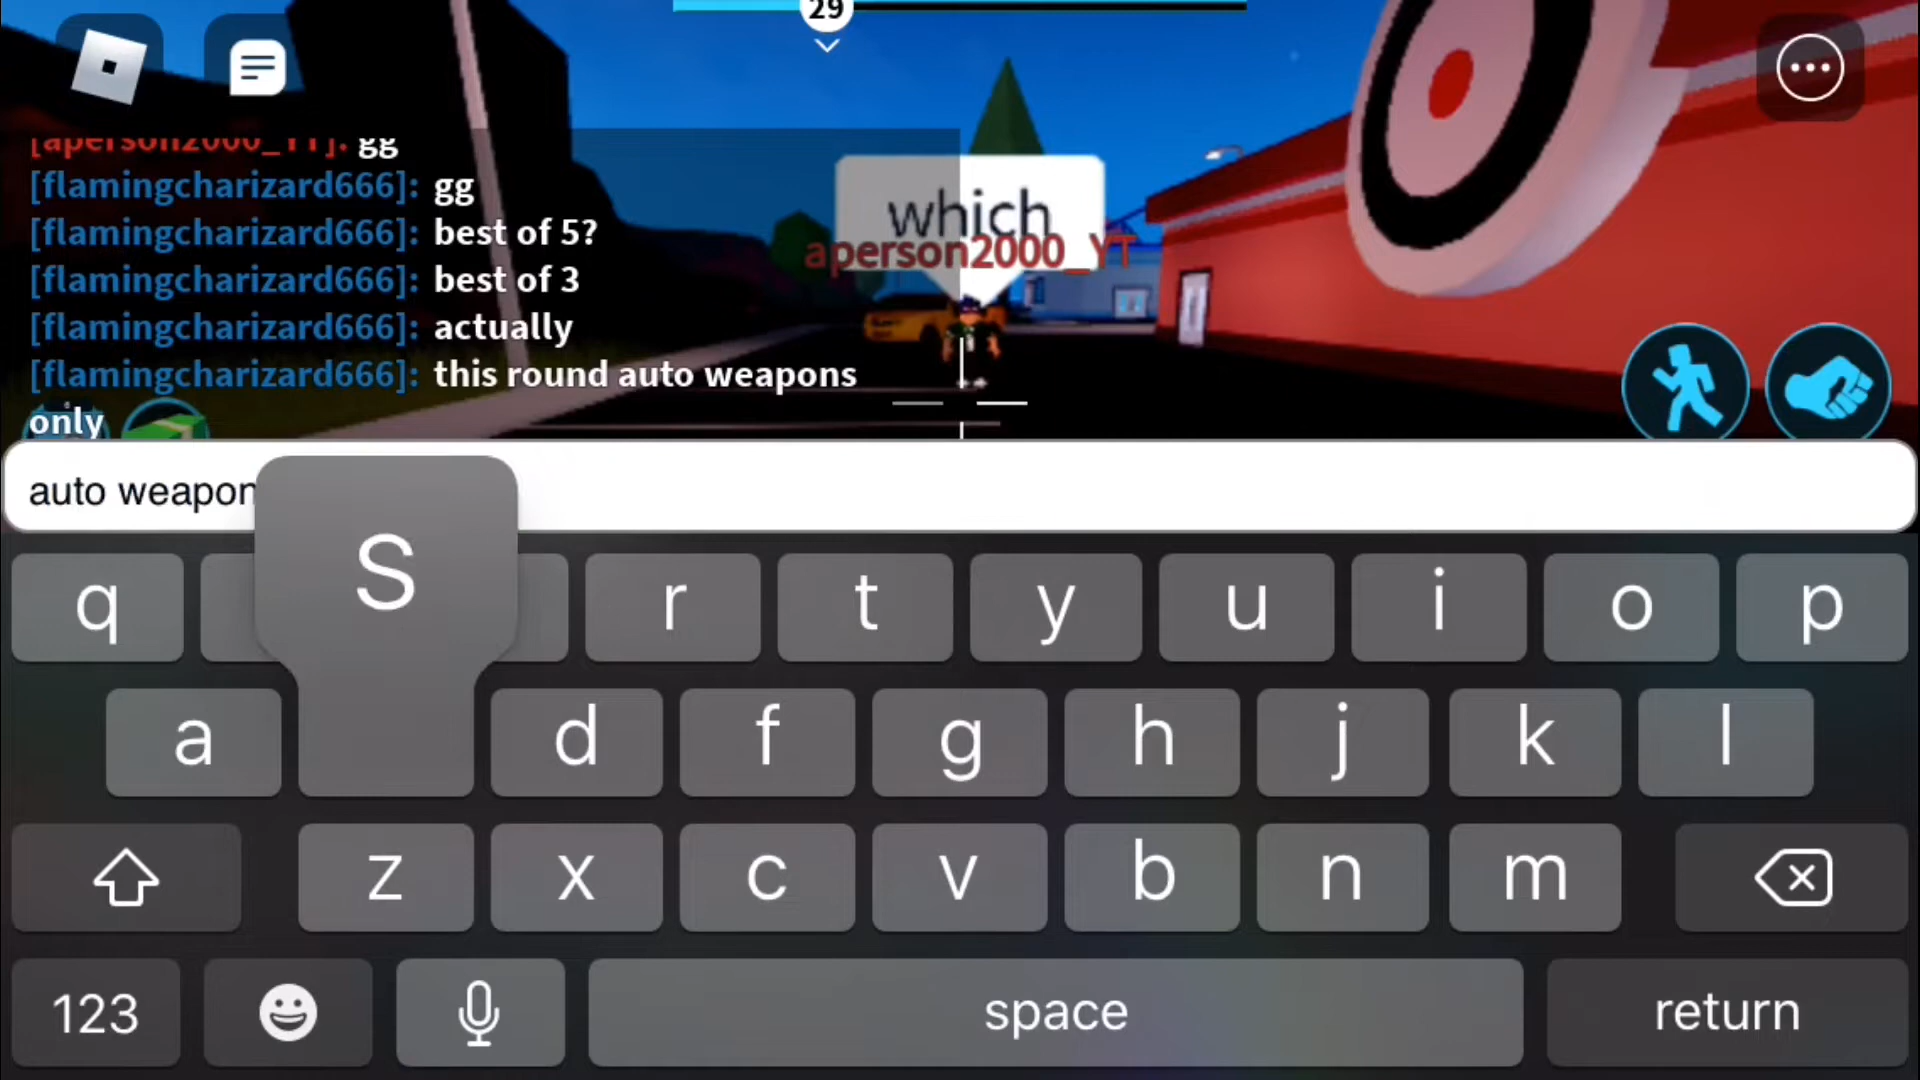 29
[aperson2000_YT]: gg
[flamingcharizard666]: gg
[flamingcharizard666]: best of 5?
[flamingcharizard666]: best of 3
[flamingcharizard666]: actually
[flamingcharizard666]: this round auto weapons
only
which
aperson2000_YT
auto weapon
S
q r t y u i o p
a d f g h j k l
z x c v b n m
123 space return